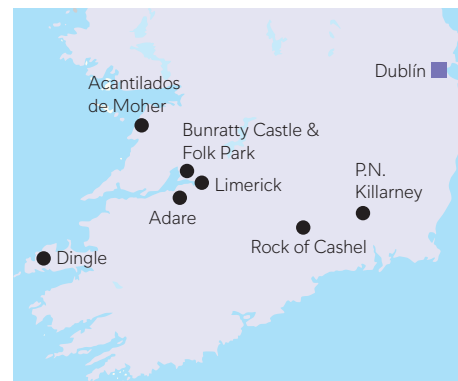 Dublín
Acantilados
de Moher
Bunratty Castle &
Folk Park
P.N.
Killarney
Limerick
Adare
Rock of Cashel
Dingle